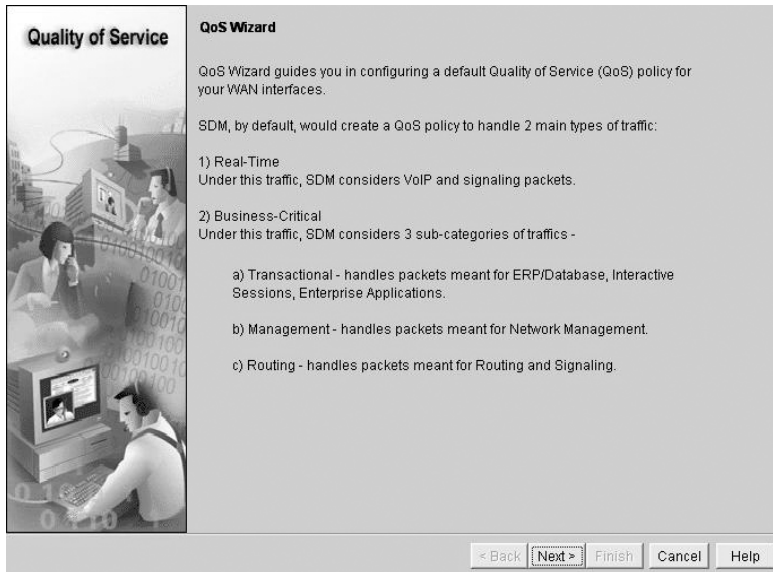 Quality of Service
QoS Wizard
QoS Wizard guides you in configuring a default Quality of Service (QoS) policy for
your WAN interfaces.
SDM, by default, would create a QoS policy to handle 2 main types of traffic:
1) Real-Time
Under this traffic, SDM considers VoIP and signaling packets.
2) Business-Critical
Under this traffic, SDM considers 3 sub-categories of traffics -
a) Transactional - handles packets meant for ERP/Database, Interactive
Sessions, Enterprise Applications.
b) Management - handles packets meant for Network Management.
c) Routing - handles packets meant for Routing and Signaling.
< Back Next > Finish Cancel Help